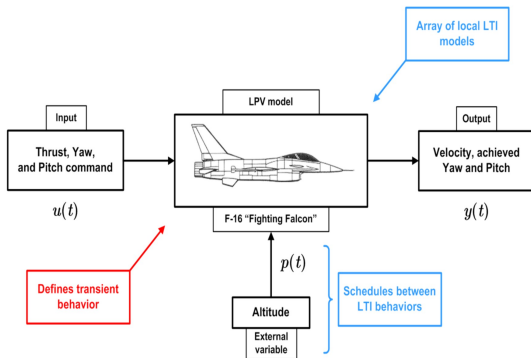 Array of local LTI
models
Input
LPV model
Output
Thrust, Yaw,
and Pitch command
Velocity, achieved
Yaw and Pitch
u(t)
F-16 “Fighting Falcon”
y(t)
p(t)
Defines transient
behavior
Altitude
External
variable
Schedules between
LTI behaviors